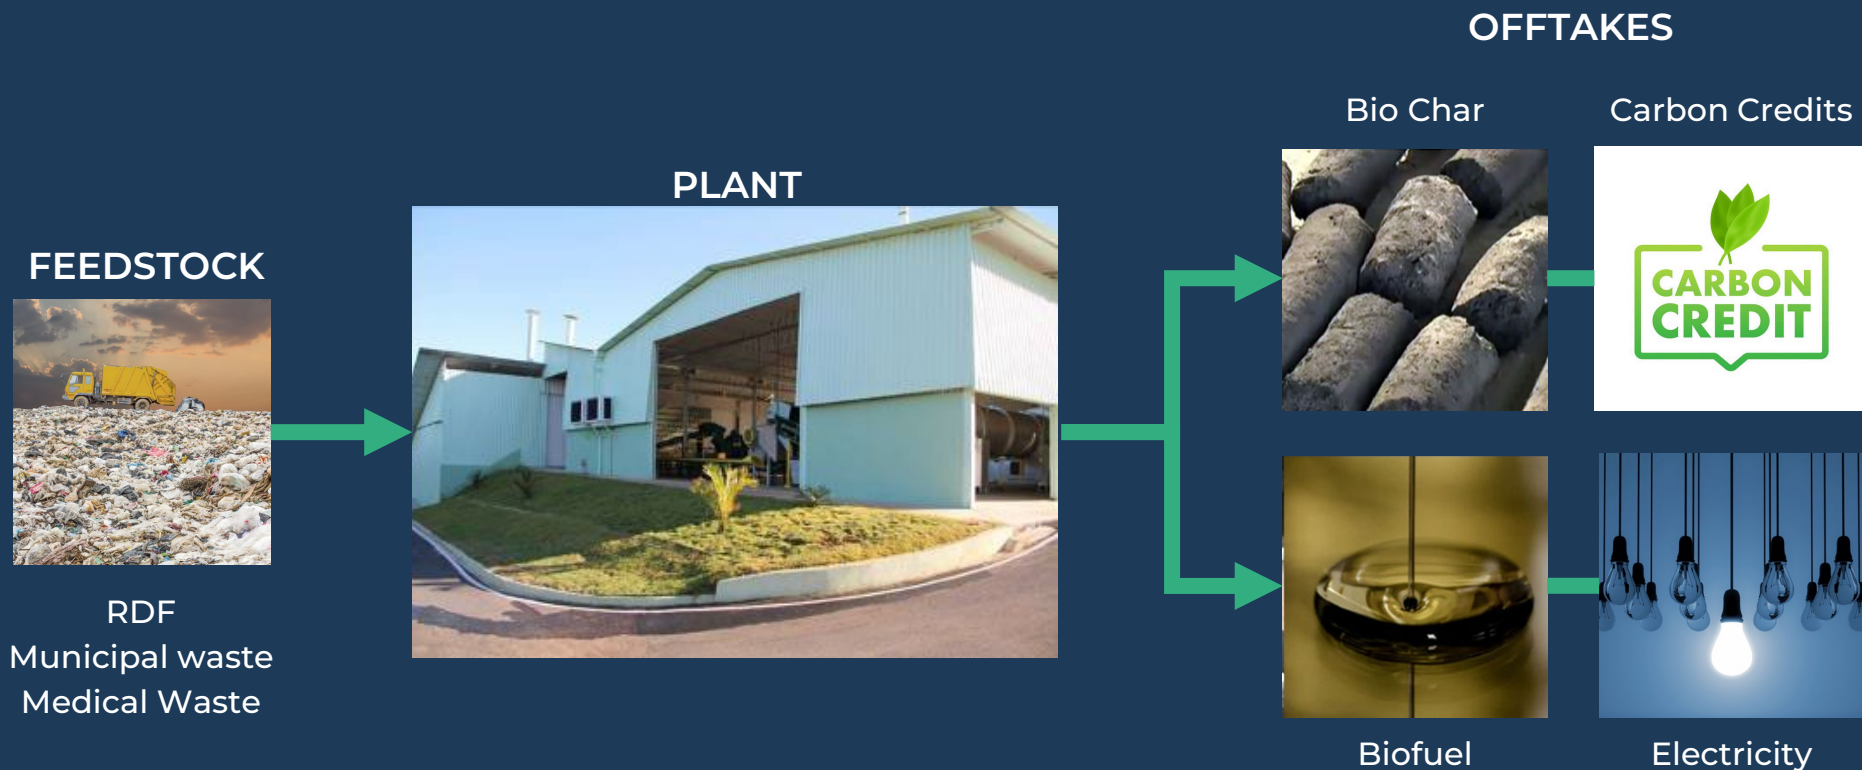 OFFTAKES
Bio Char
Carbon Credits
PLANT
FEEDSTOCK
CARBON
CREDIT
RDF
Municipal waste
Medical Waste
Biofuel
Electricity